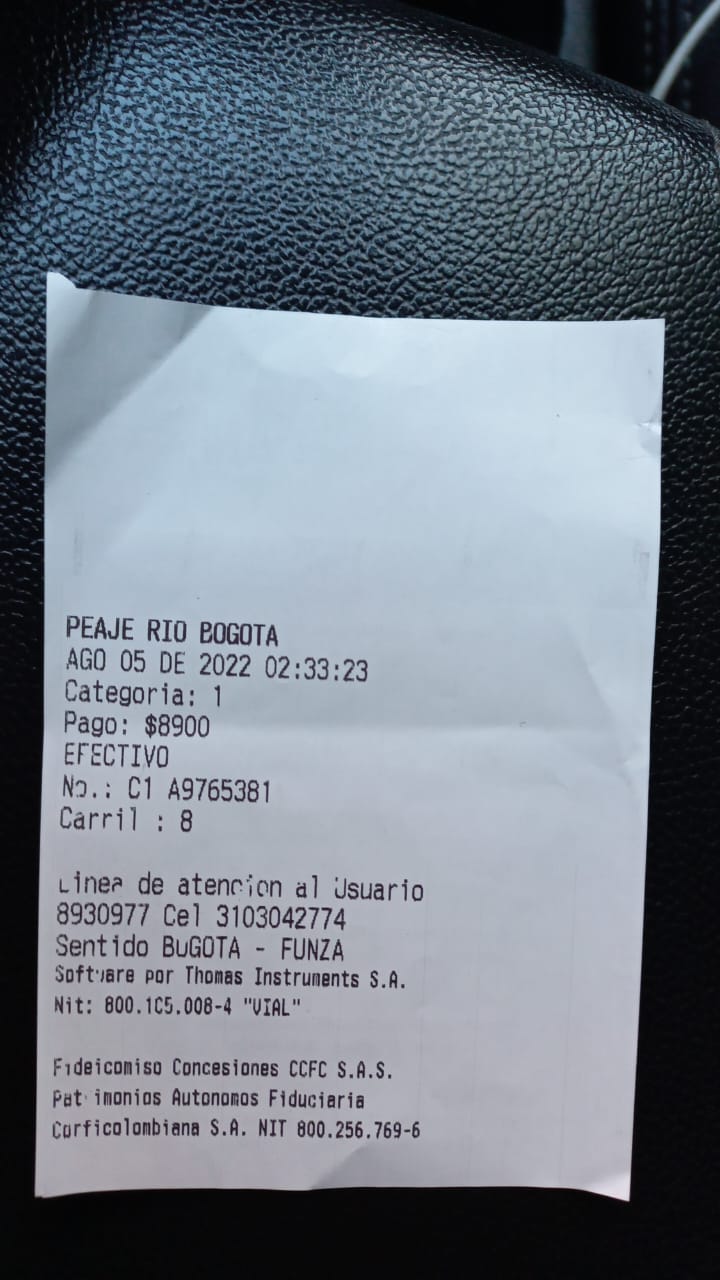 PEAJE RIO BOGOTA
AGO 05 DE 2022 02:33:23
Categoria: 1
Pago: $8900
EFECTIVO
No.: C1 A9765381
Carril : 8
Linea de atencion al Usuario
8930977 Cel 3103042774
Sentido BOGOTA - FUNZA
Software por Thomas Instruments S.A.
Nit: 800.105.008-4 "VIAL"
Fideicomiso Concesiones CCFC S.A.S.
Patrimonios Autonomos Fiduciaria
Corficolombiana S.A. NIT 800.256.769-6